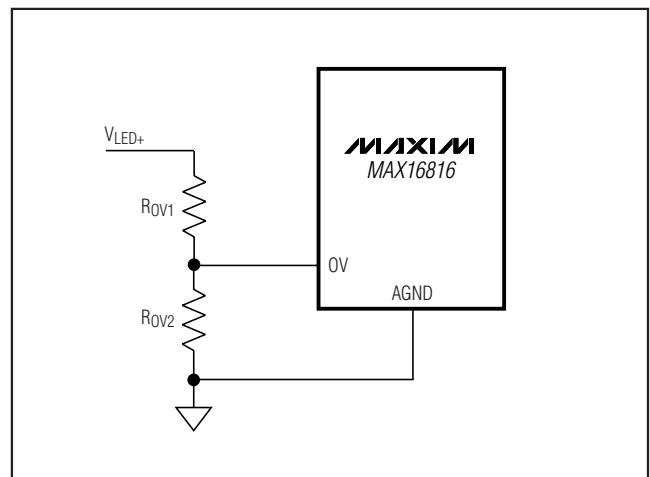 MAXIM
MAX16816
VLED+
ROV1
OV
AGND
ROV2